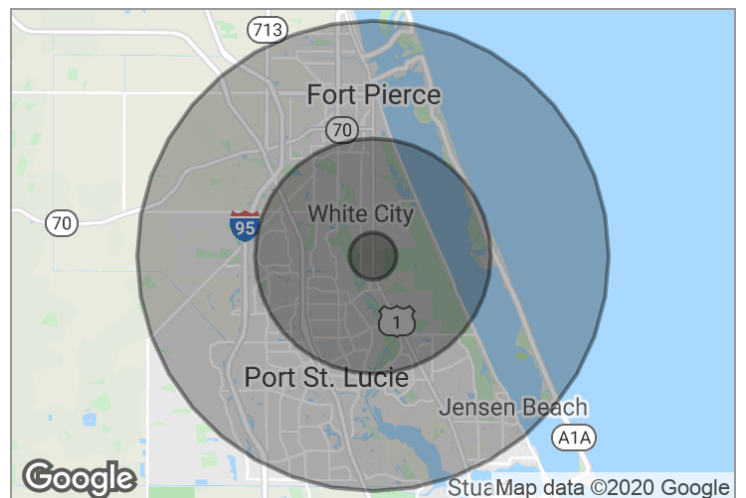 713
Fort Pierce
70
White City
70
95
1
Port St. Lucie
Jensen Beach
A1A
Google
Stua
Map data ©2020 Google